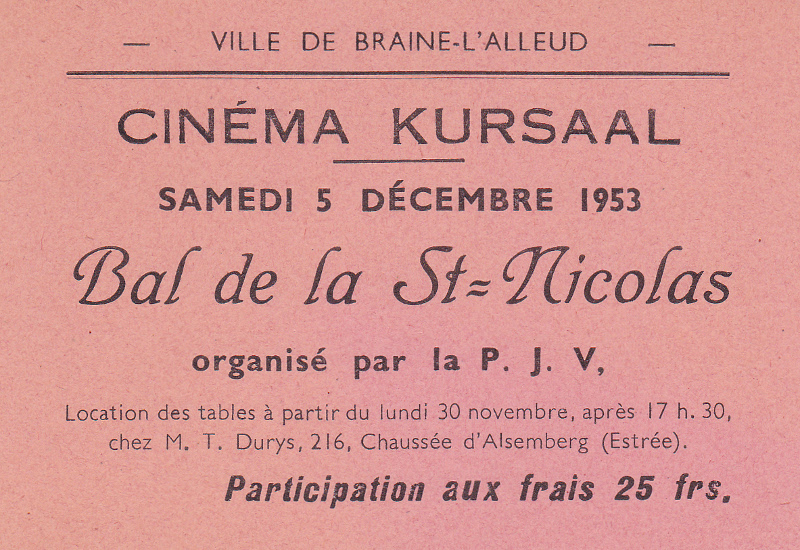 — VILLE DE BRAINE-L'ALLEUD —
CINÉMA KURSAAL
SAMEDI 5 DÉCEMBRE 1953
Bal de la St=Nicolas
organisé par la P. J. V,
Location des tables à partir du lundi 30 novembre, après 17 h. 30,
chez M. T. Durys, 216, Chaussée d'Alsemberg (Estrée).
Participation aux frais 25 frs.